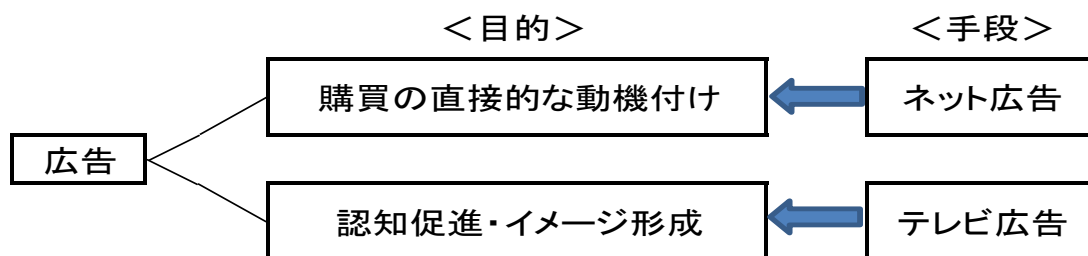 ＜目的＞
＜手段＞
購買の直接的な動機付け
ネット広告
広告
認知促進・イメージ形成
テレビ広告